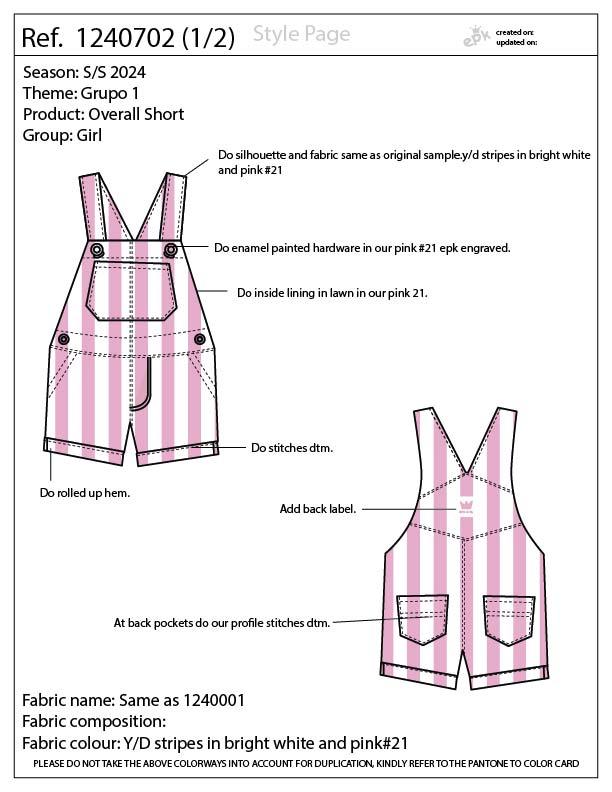 Ref. 1240702 (1/2)
Style Page
epk
created on:
updated on:
Season: S/S 2024
Theme: Grupo 1
Product: Overall Short
Group: Girl
Do silhouette and fabric same as original sample.y/d stripes in bright white
and pink #21
Do enamel painted hardware in our pink #21 epk engraved.
Do inside lining in lawn in our pink 21.
Do stitches dtm.
Do rolled up hem.
Add back label.
At back pockets do our profile stitches dtm.
Fabric name: Same as 1240001
Fabric composition:
Fabric colour: Y/D stripes in bright white and pink#21
PLEASE DO NOT TAKE THE ABOVE COLORWAYS INTO ACCOUNT FOR DUPLICATION, KINDLY REFER TO THE PANTONE TO COLOR CARD